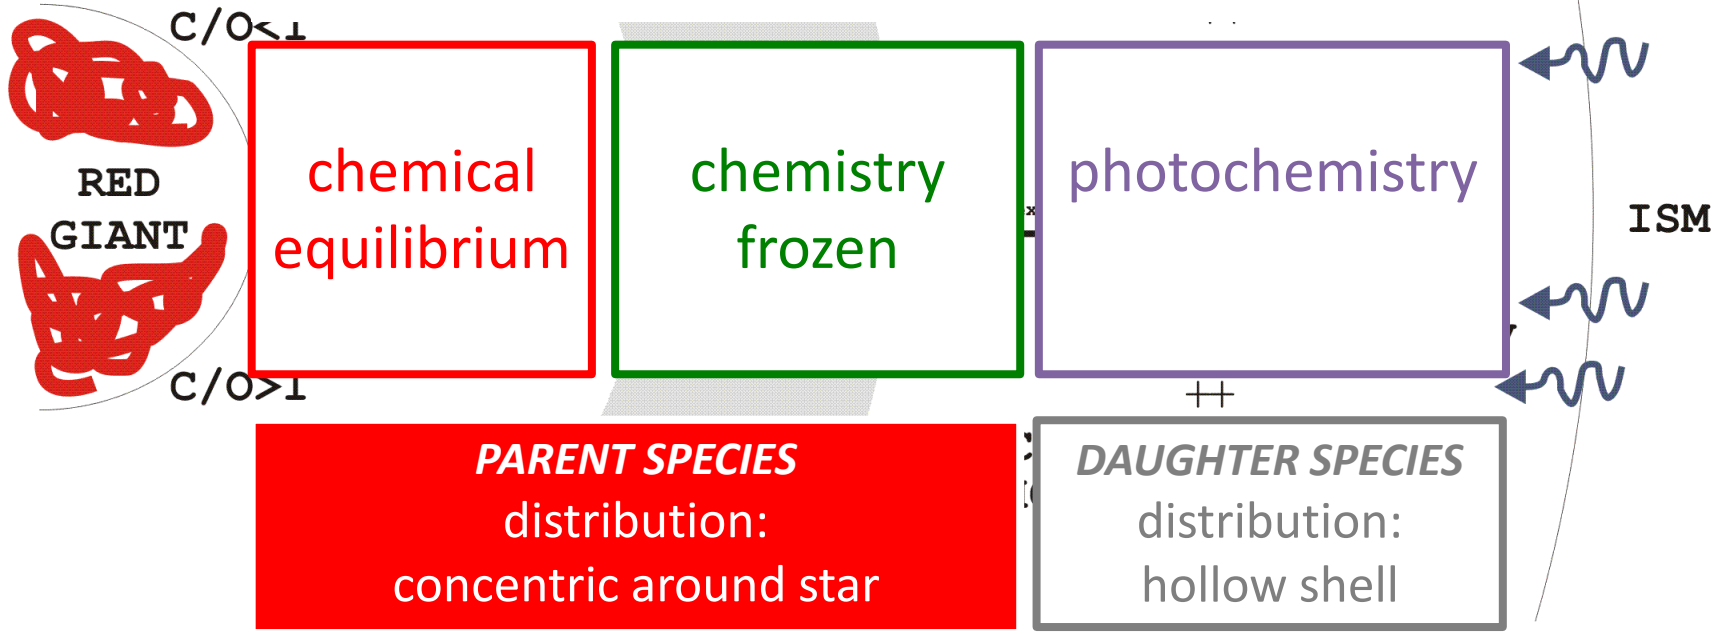 C/O<1
RED
GIANT
C/O>1
chemical
equilibrium
chemistry
frozen
photochemistry
ISM
++
PARENT SPECIES
distribution:
concentric around star
DAUGHTER SPECIES
distribution:
hollow shell